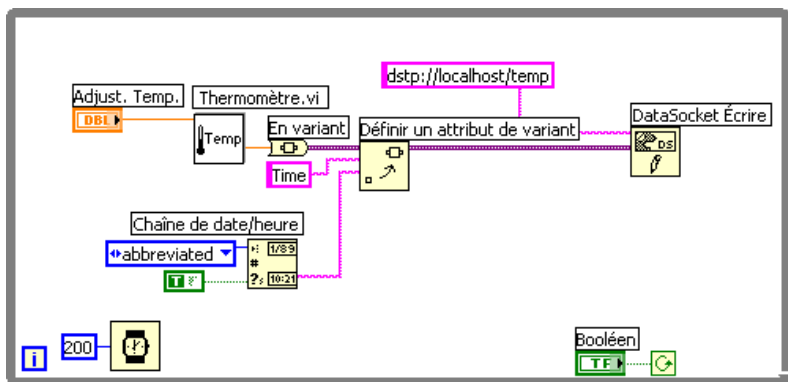 dstp://localhost/temp
Adjust. Temp.
Thermomètre.vi
DBL
Temp
En variant
Définir un attribut de variant
DataSocket Écrire
DS
Time
Chaîne de date/heure
abbreviated
1/89
#
?
10:21
T
200
i
Booléen
TF